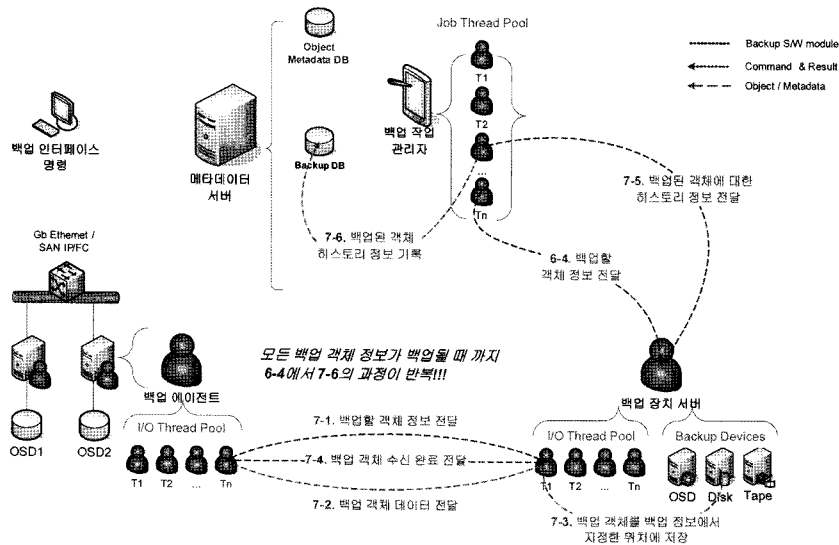 Job Thread Pool
Object
Metadata DB
T1
T2
...
Tn
Backup S/W module
Command & Result
Object / Metadata
백업 인터페이스
명령
메타데이터
서버
Backup DB
백업 작업
관리자
7-5. 백업된 객체에 대한
히스토리 정보 전달
7-6. 백업된 객체
히스토리 정보 기록
6-4. 백업할
객체 정보 전달
Gb Ethernet /
SAN IP/FC
모든 백업 객체 정보가 백업될 때 까지
6-4에서 7-6의 과정이 반복!!!
백업 에이전트
백업 장치 서버
OSD1
OSD2
I/O Thread Pool
T1
T2
...
Tn
7-1. 백업할 객체 정보 전달
7-4. 백업 객체 수신 완료 전달
7-2. 백업 객체 데이터 전달
I/O Thread Pool
T1
T2
...
Tn
Backup Devices
OSD
Disk
Tape
7-3. 백업 객체를 백업 정보에서
지정한 위치에 저장